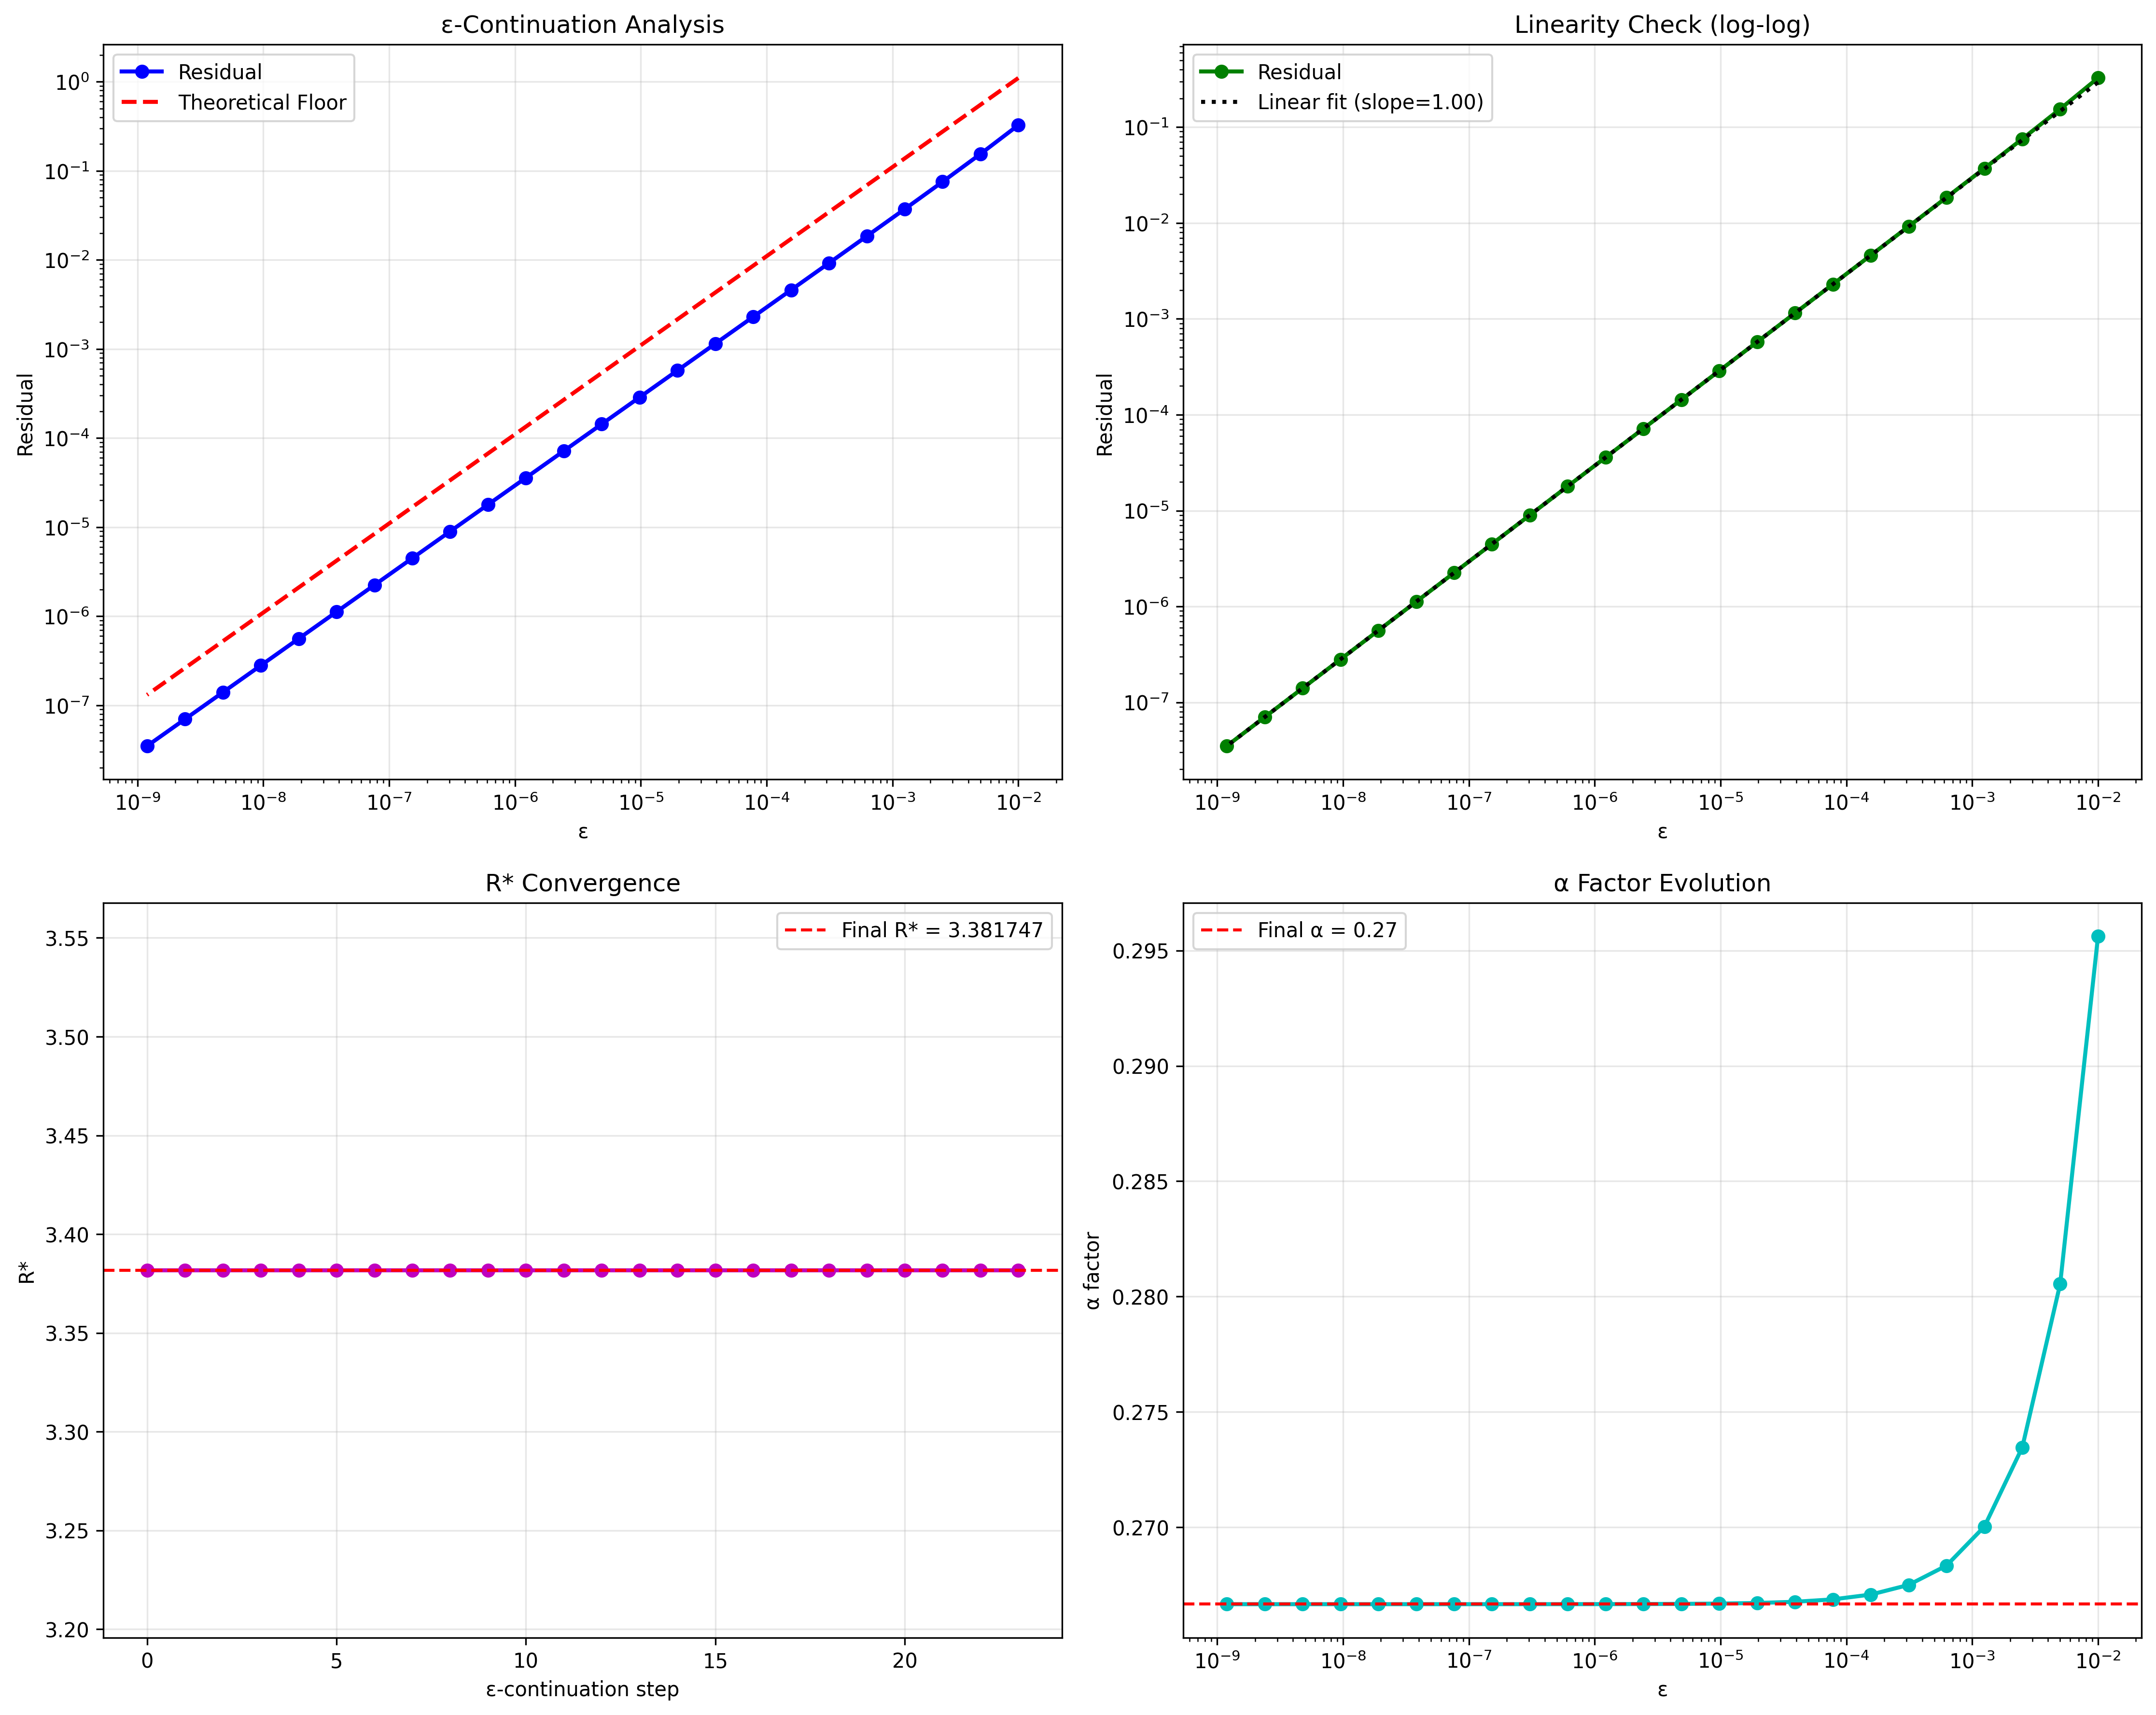 ε-Continuation Analysis
Residual
Theoretical Floor
10⁰
10⁻¹
10⁻²
10⁻³
10⁻⁴
10⁻⁵
10⁻⁶
10⁻⁷
Residual
10⁻⁹ 10⁻⁸ 10⁻⁷ 10⁻⁶ 10⁻⁵ 10⁻⁴ 10⁻³ 10⁻²
ε
Linearity Check (log-log)
Residual
Linear fit (slope=1.00)
10⁻¹
10⁻²
10⁻³
10⁻⁴
10⁻⁵
10⁻⁶
10⁻⁷
Residual
10⁻⁹ 10⁻⁸ 10⁻⁷ 10⁻⁶ 10⁻⁵ 10⁻⁴ 10⁻³ 10⁻²
ε
R* Convergence
Final R* = 3.381747
3.55
3.50
3.45
3.40
3.35
3.30
3.25
3.20
R*
0 5 10 15 20
ε-continuation step
α Factor Evolution
Final α = 0.27
0.295
0.290
0.285
0.280
0.275
0.270
α factor
10⁻⁹ 10⁻⁸ 10⁻⁷ 10⁻⁶ 10⁻⁵ 10⁻⁴ 10⁻³ 10⁻²
ε